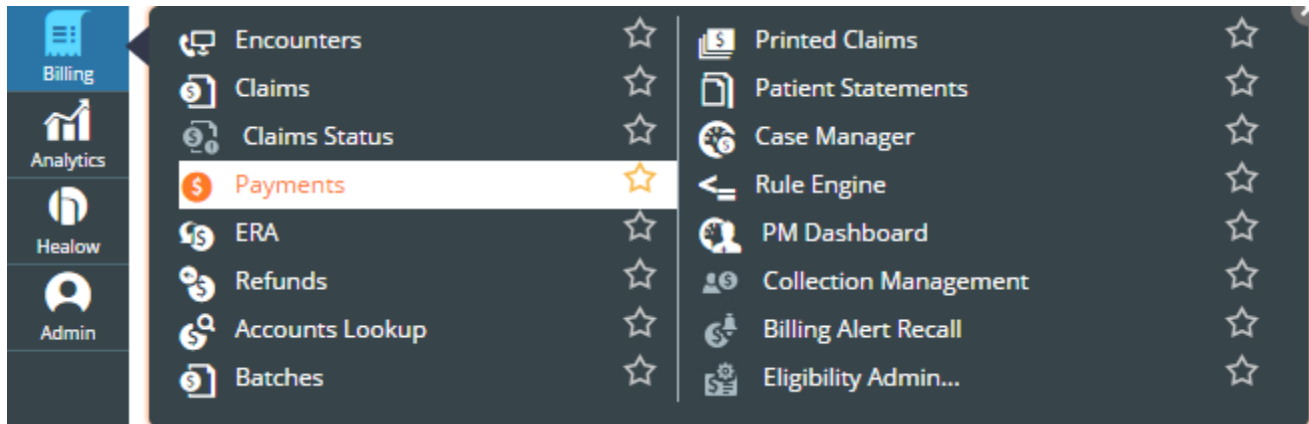 Billing
Analytics
Healow
Admin
Encounters
Claims
Claims Status
Payments
ERA
Refunds
Accounts Lookup
Batches
Printed Claims
Patient Statements
Case Manager
Rule Engine
PM Dashboard
Collection Management
Billing Alert Recall
Eligibility Admin...